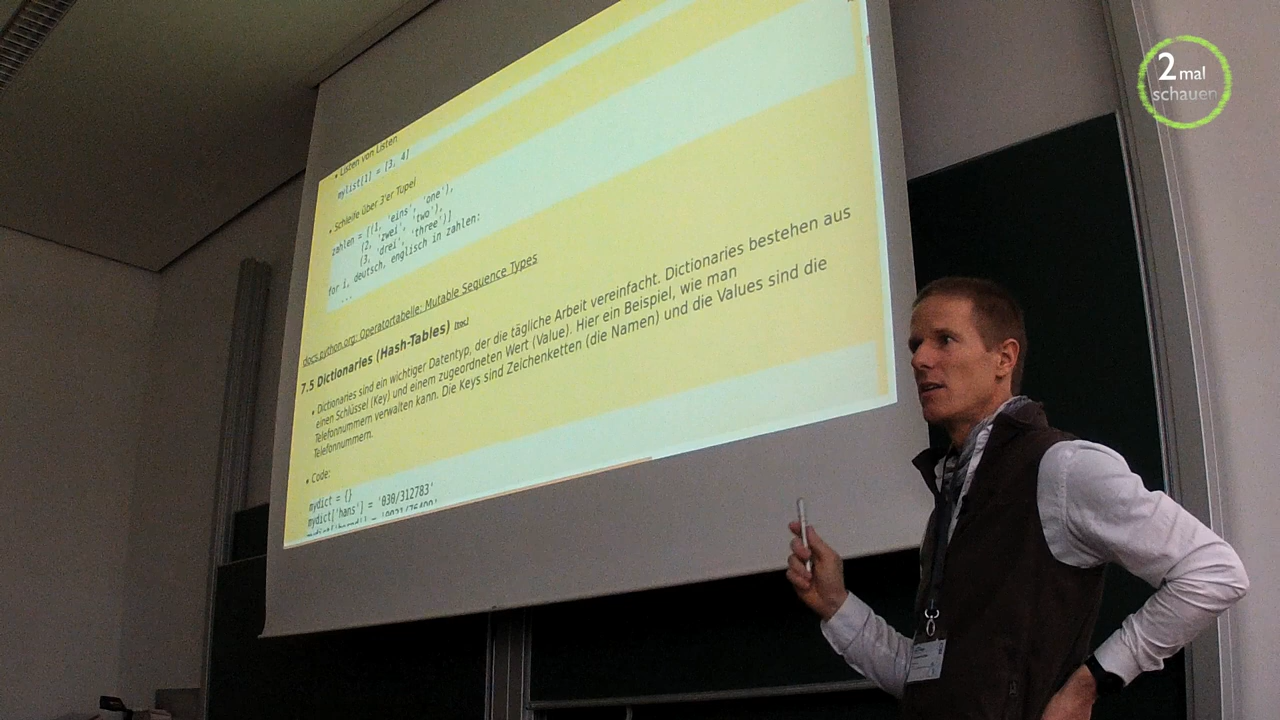 • Listen von Listen
mylist[1] = [3, 4]
• Schleife über 3'er Tupel
zahlen = [(1, 'eins', 'one'),
(2, 'zwei', 'two'),
(3, 'drei', 'three')]
for i, deutsch, englisch in zahlen:
...
docs.python.org: Operatortabelle: Mutable Sequence Types
7.5 Dictionaries (Hash-Tables) [toc]
• Dictionaries sind ein wichtiger Datentyp, der die tägliche Arbeit vereinfacht. Dictionaries bestehen aus
einen Schlüssel (Key) und einem zugeordneten Wert (Value). Hier ein Beispiel, wie man
Telefonnummern verwalten kann. Die Keys sind Zeichenketten (die Namen) und die Values sind die
Telefonnummern.
• Code:
mydict = {}
mydict['hans'] = '030/312783'
2 mal
schauen